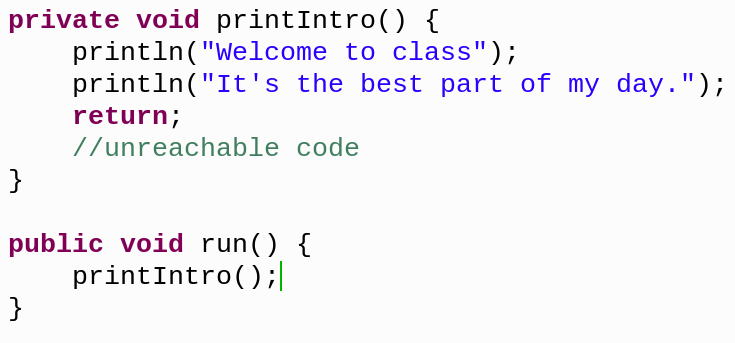 private void printIntro() {
    println("Welcome to class");
    println("It's the best part of my day.");
    return;
    //unreachable code
}

public void run() {
    printIntro();
}